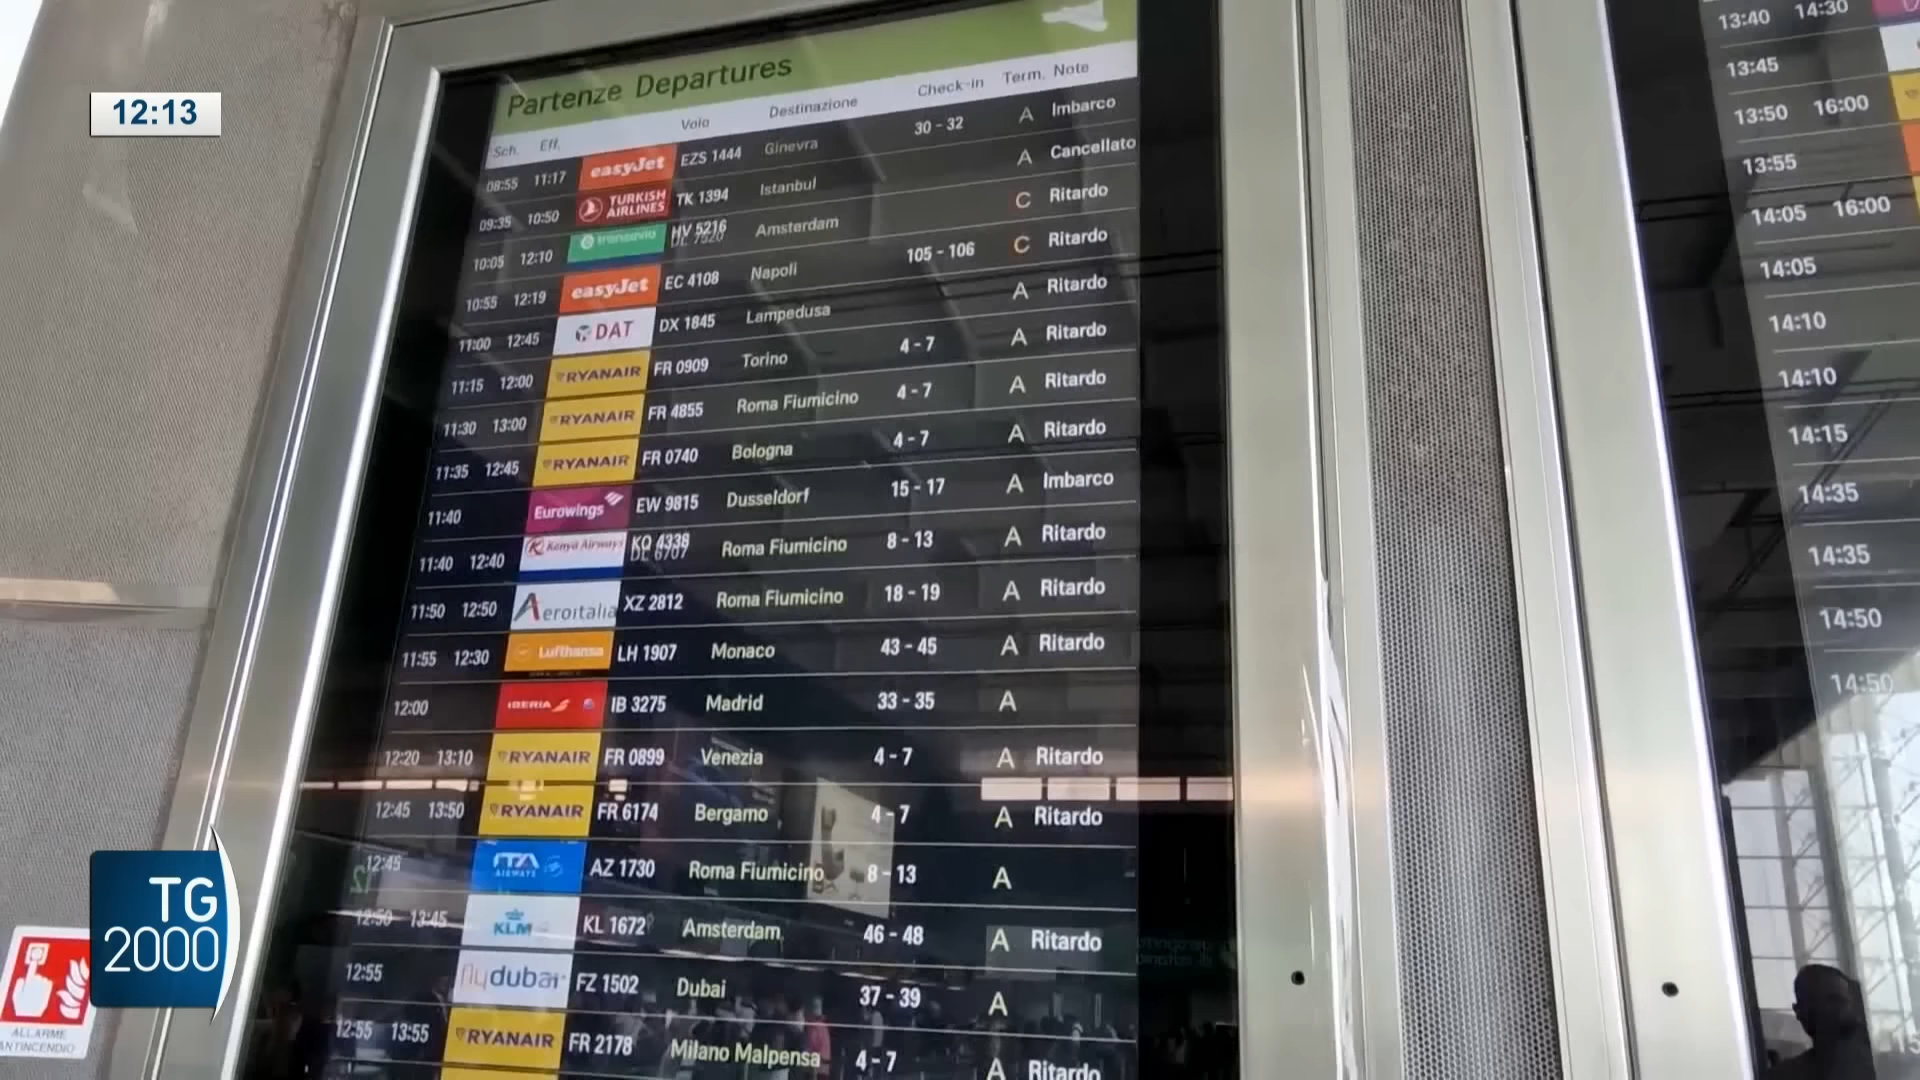 12:13
Partenze Departures
Sch. Eff. Volo Destinazione Check-in Term. Note
08:55 11:17 easyJet EZS 1444 Ginevra 30 - 32 A Imbarco
09:35 10:50 TURKISH AIRLINES TK 1394 Istanbul A Cancellato
10:05 12:10 transavia HV 5216 Amsterdam C Ritardo
10:55 12:19 easyJet EC 4108 Napoli 105 - 106 C Ritardo
11:00 12:45 DAT DX 1845 Lampedusa A Ritardo
11:15 12:00 RYANAIR FR 0909 Torino 4 - 7 A Ritardo
11:30 13:00 RYANAIR FR 4855 Roma Fiumicino 4 - 7 A Ritardo
11:35 12:45 RYANAIR FR 0740 Bologna 4 - 7 A Ritardo
11:40 Eurowings EW 9815 Dusseldorf 15 - 17 A Imbarco
11:40 12:40 Kenya Airways KQ 4338 Roma Fiumicino 8 - 13 A Ritardo
11:50 12:50 Aeroitalia XZ 2812 Roma Fiumicino 18 - 19 A Ritardo
11:55 12:30 Lufthansa LH 1907 Monaco 43 - 45 A Ritardo
12:00 IBERIA IB 3275 Madrid 33 - 35 A
12:20 13:10 RYANAIR FR 0899 Venezia 4 - 7 A Ritardo
12:45 13:50 RYANAIR FR 6174 Bergamo 4 - 7 A Ritardo
12:45 ITA AIRWAYS AZ 1730 Roma Fiumicino 8 - 13 A
12:50 13:45 KLM KL 1672 Amsterdam 46 - 48 A Ritardo
12:55 flydubai FZ 1502 Dubai 37 - 39 A
12:55 13:55 RYANAIR FR 2178 Milano Malpensa 4 - 7 A Ritardo
13:40 14:30
13:45
13:50 16:00
13:55
14:05 16:00
14:05
14:10
14:10
14:15
14:35
14:35
14:50
14:50
TG
2000
ALLARME
ANTINCENDIO